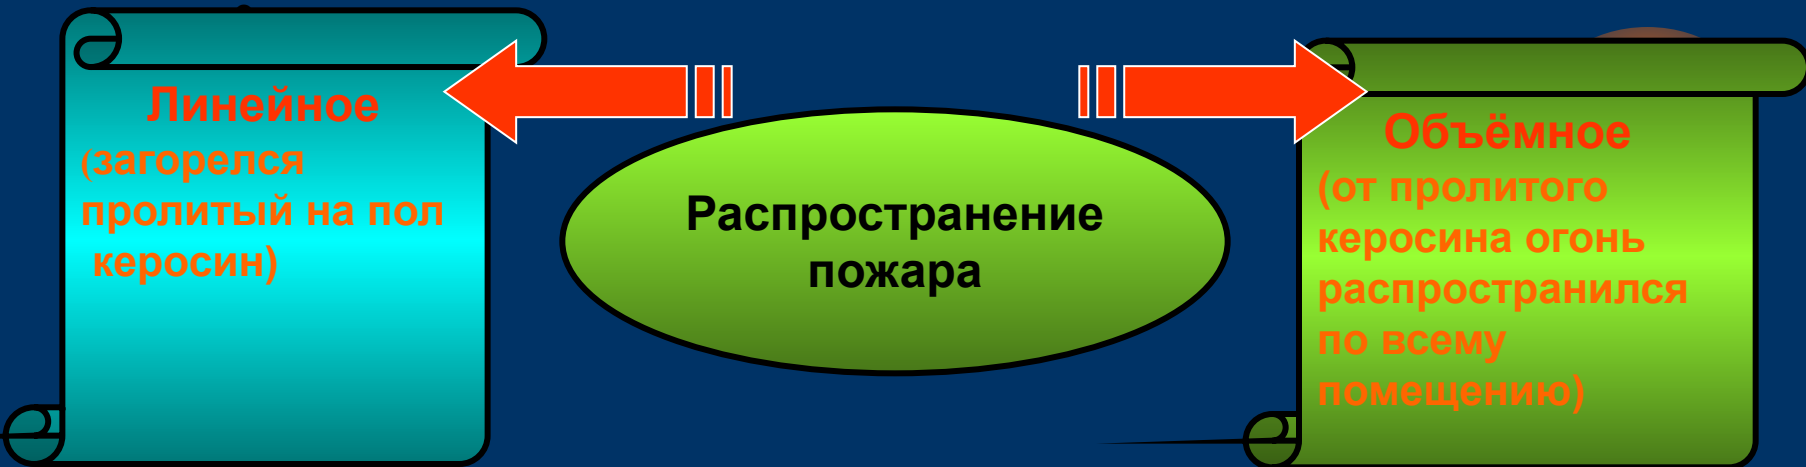 Линейное
(загорелся
пролитый на пол
керосин)
Распространение
пожара
Объёмное
(от пролитого
керосина огонь
распространился
по всему
помещению)